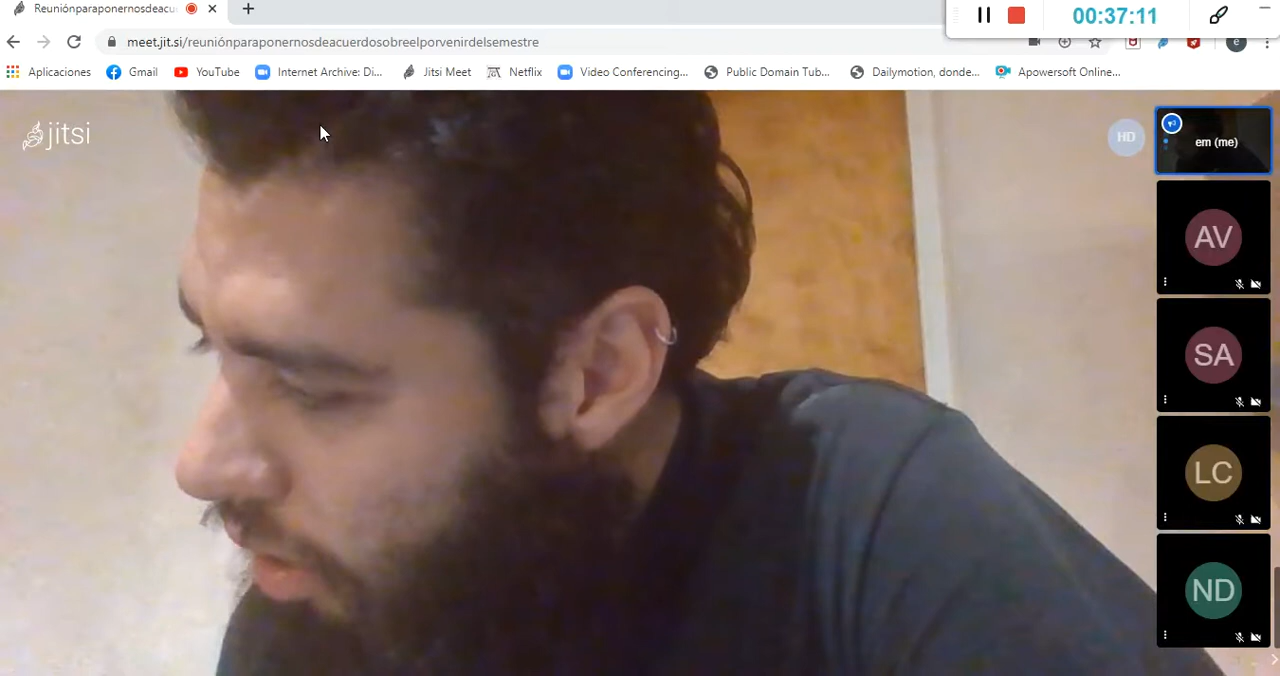 Reuniónparaponernosdeacu
00:37:11
meet.jit.si/reuniónparaponernosdeacuerdosobreelporvenirdelsemestre
e
Aplicaciones Gmail YouTube Internet Archive: Di... Jitsi Meet Netflix Video Conferencing... Public Domain Tub... Dailymotion, donde... Apowersoft Online...
jitsi
HD
em (me)
AV
SA
LC
ND